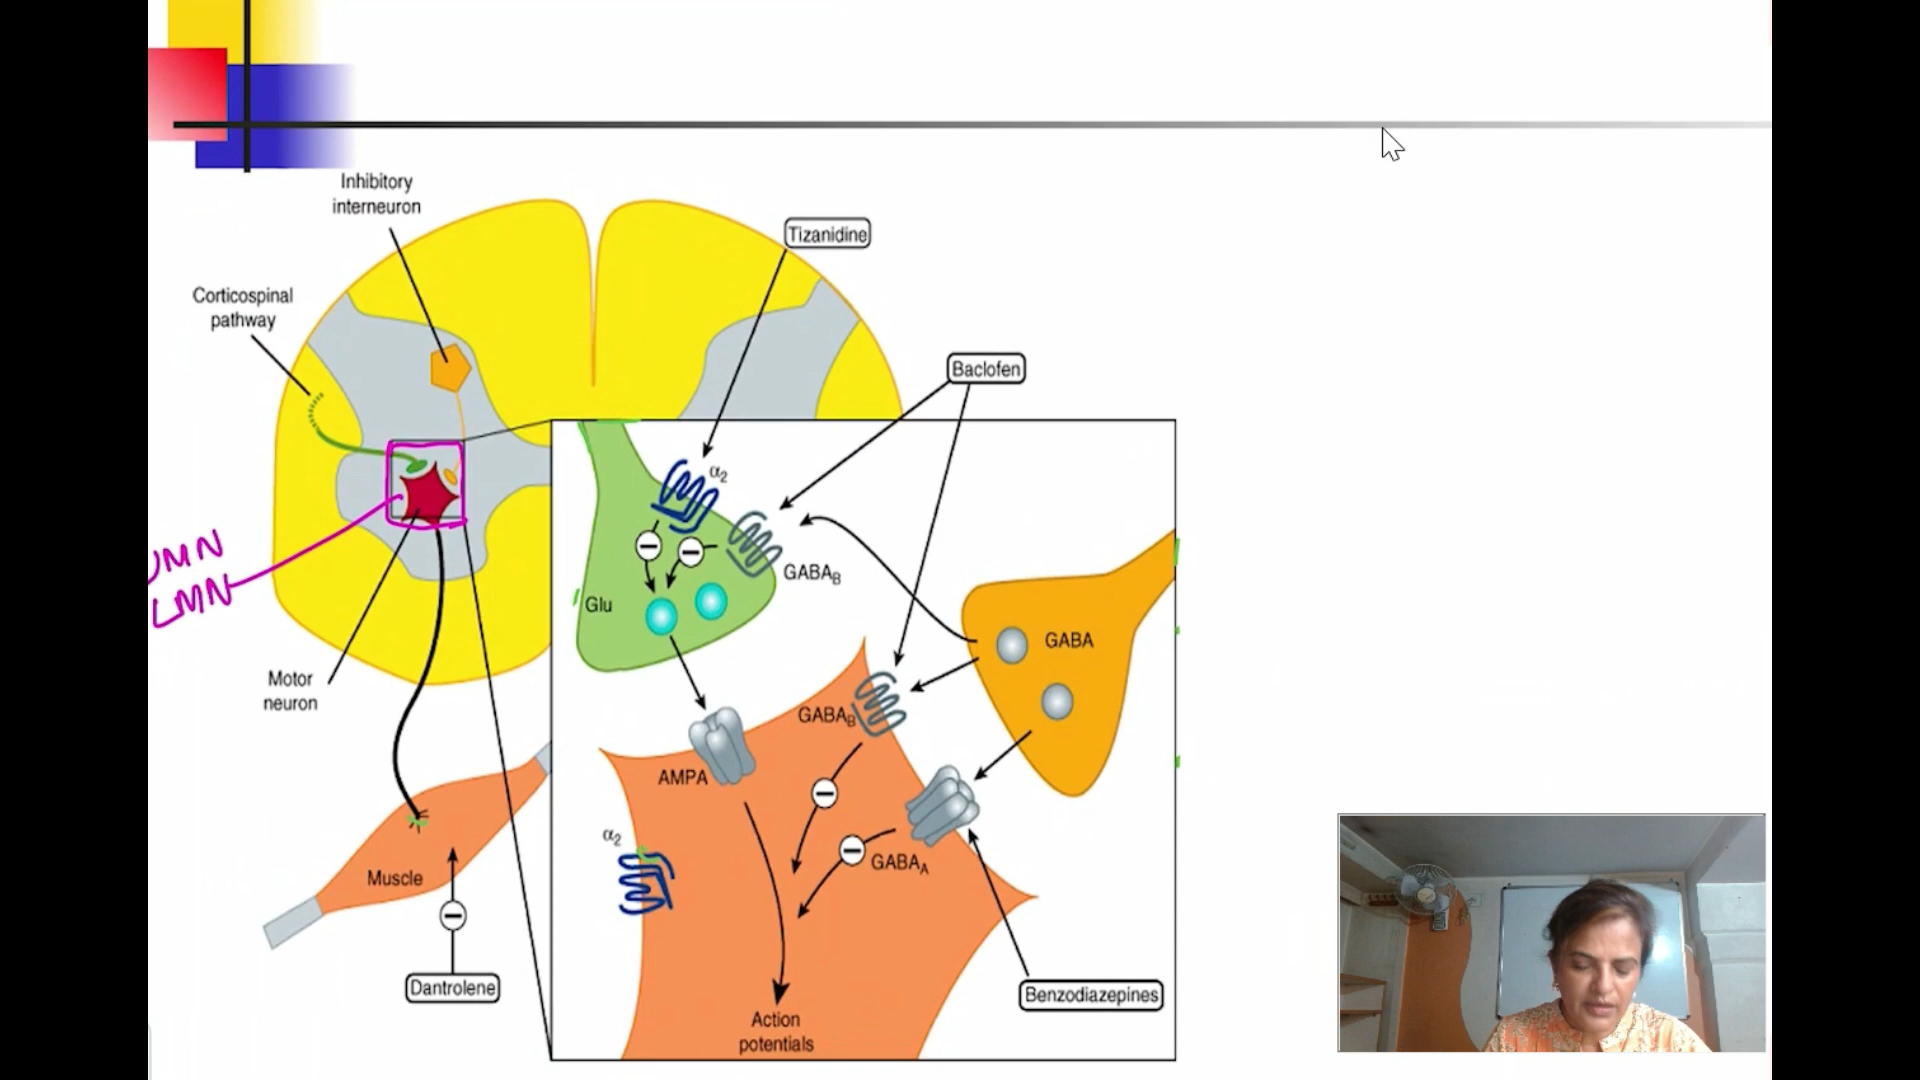 Inhibitory
interneuron
Tizanidine
Corticospinal
pathway
Baclofen
α2
GABAB
UMN
LMN
Glu
GABA
Motor
neuron
GABAB
AMPA
α2
GABAA
Muscle
Dantrolene
Benzodiazepines
Action
potentials